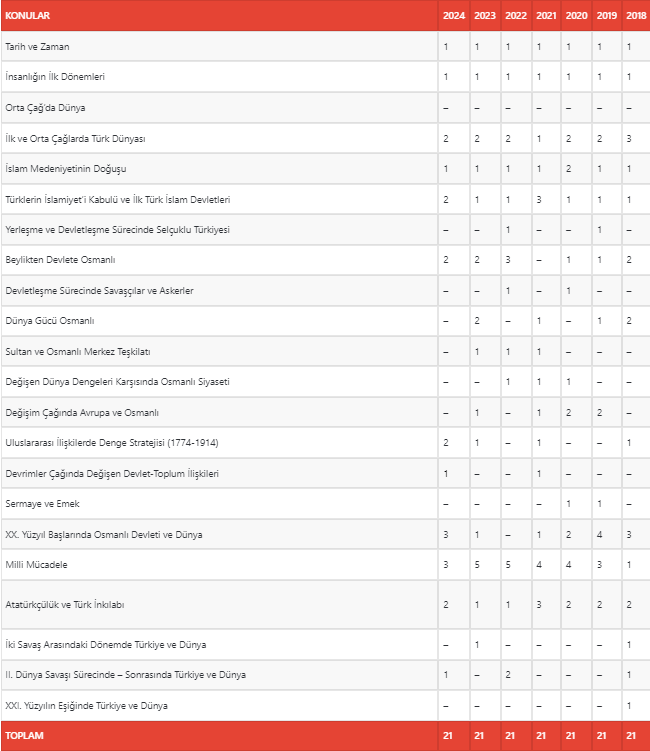 KONULAR 2024 2023 2022 2021 2020 2019 2018
Tarih ve Zaman 1 1 1 1 1 1 1
İnsanlığın İlk Dönemleri 1 1 1 1 1 1 1
Orta Çağ'da Dünya – – – – – – –
İlk ve Orta Çağlarda Türk Dünyası 2 2 2 1 2 2 3
İslam Medeniyetinin Doğuşu 1 1 1 1 2 1 1
Türklerin İslamiyet'i Kabulü ve İlk Türk İslam Devletleri 2 1 1 3 1 1 1
Yerleşme ve Devletleşme Sürecinde Selçuklu Türkiyesi – – 1 – – 1 –
Beylikten Devlete Osmanlı 2 2 3 – 1 1 2
Devletleşme Sürecinde Savaşçılar ve Askerler – – 1 – 1 – –
Dünya Gücü Osmanlı – 2 – 1 – 1 2
Sultan ve Osmanlı Merkez Teşkilatı – 1 1 1 – – –
Değişen Dünya Dengeleri Karşısında Osmanlı Siyaseti – – 1 1 1 – –
Değişim Çağında Avrupa ve Osmanlı – 1 – 1 2 2 –
Uluslararası İlişkilerde Denge Stratejisi (1774-1914) 2 1 – 1 – – 1
Devrimler Çağında Değişen Devlet-Toplum İlişkileri 1 – – 1 – – –
Sermaye ve Emek – – – – 1 1 –
XX. Yüzyıl Başlarında Osmanlı Devleti ve Dünya 3 1 – 1 2 4 3
Milli Mücadele 3 5 5 4 4 3 1
Atatürkçülük ve Türk İnkılabı 2 1 1 3 2 2 2
İki Savaş Arasındaki Dönemde Türkiye ve Dünya – 1 – – – – 1
II. Dünya Savaşı Sürecinde – Sonrasında Türkiye ve Dünya 1 – 2 – – – 1
XXI. Yüzyılın Eşiğinde Türkiye ve Dünya – – – – – – 1
TOPLAM 21 21 21 21 21 21 21